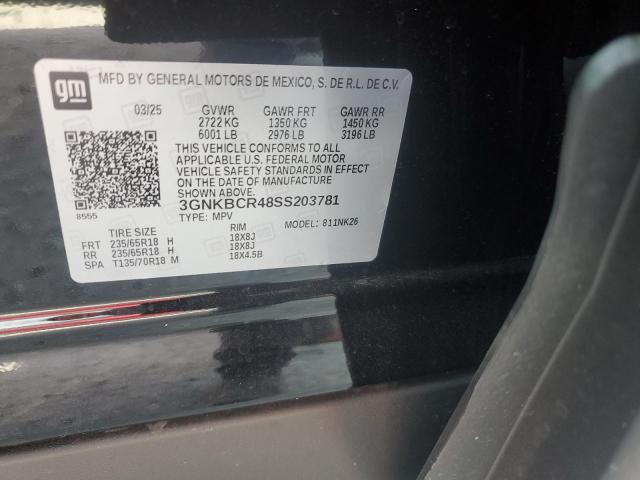 gm
MFD BY GENERAL MOTORS DE MEXICO, S. DE R.L. DE C.V.
03/25 GVWR GAWR FRT GAWR RR
2722 KG 1350 KG 1450 KG
6001 LB 2976 LB 3196 LB
THIS VEHICLE CONFORMS TO ALL
APPLICABLE U.S. FEDERAL MOTOR
VEHICLE SAFETY STANDARDS IN EFFECT
ON THE DATE OF MANUFACTURE
SHOWN ABOVE.
3GNKBCR48SS203781
8555
TYPE: MPV MODEL: 811NK26
TIRE SIZE RIM
FRT 235/65R18 H 18X8J
RR 235/65R18 H 18X8J
SPA T135/70R18 M 18X4.5B